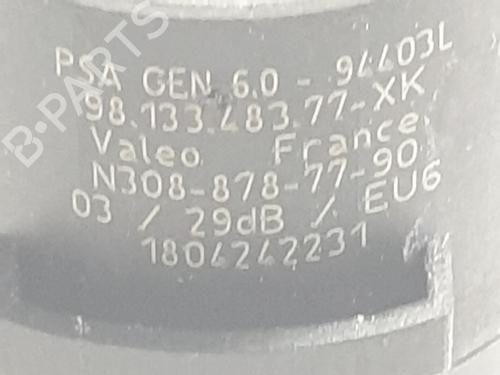 PSA GEN 6.0 - 94403L
98.133.483.77-XK
Valeo France
N308-878-77-90
03 / 29dB / EU6
1804242231
B-PARTS